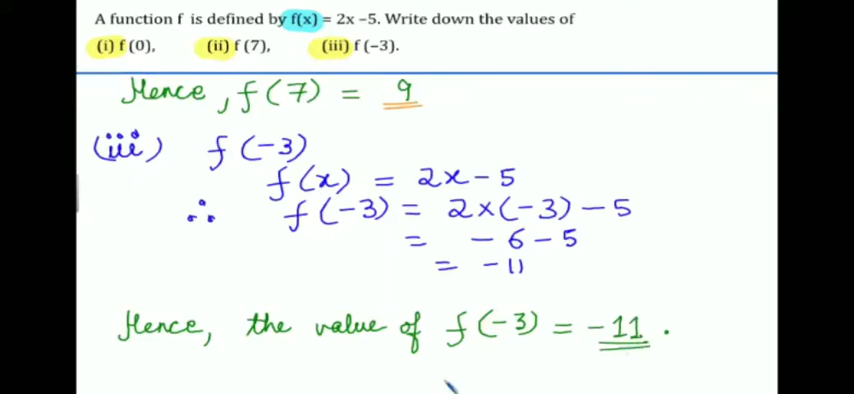 A function f is defined by f(x) = 2x −5. Write down the values of
(i) f (0), (ii) f (7), (iii) f (−3).
Hence, f(7) = 9
(iii) f(-3)
f(x) = 2x - 5
∴ f(-3) = 2×(-3) - 5
= - 6 - 5
= - 11
Hence, the value of f(-3) = -11.